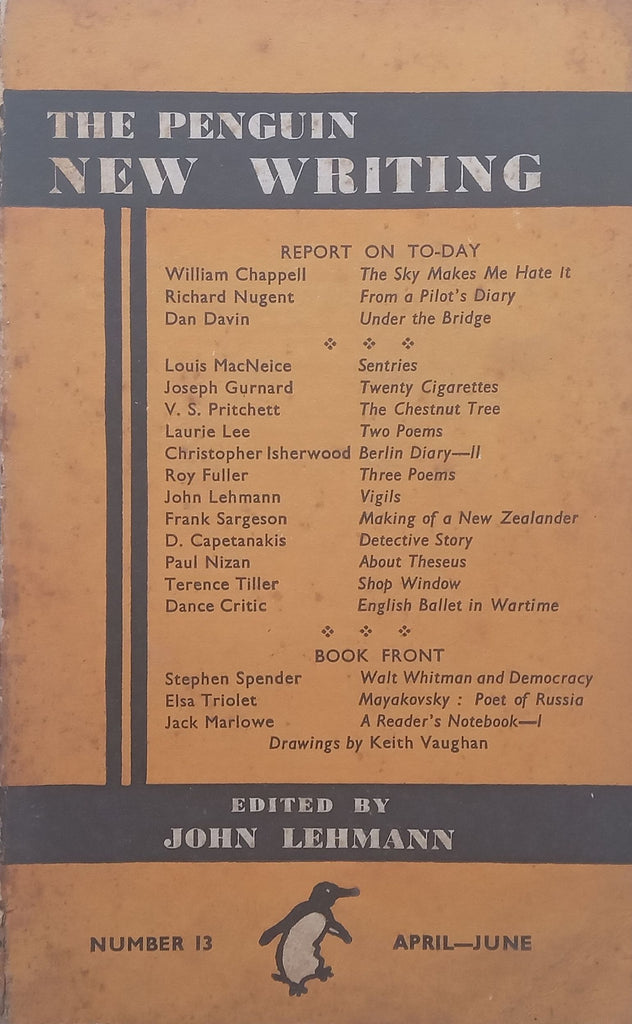 THE PENGUIN
NEW WRITING
REPORT ON TO-DAY
William Chappell The Sky Makes Me Hate It
Richard Nugent From a Pilot's Diary
Dan Davin Under the Bridge
Louis MacNeice Sentries
Joseph Gurnard Twenty Cigarettes
V. S. Pritchett The Chestnut Tree
Laurie Lee Two Poems
Christopher Isherwood Berlin Diary—II
Roy Fuller Three Poems
John Lehmann Vigils
Frank Sargeson Making of a New Zealander
D. Capetanakis Detective Story
Paul Nizan About Theseus
Terence Tiller Shop Window
Dance Critic English Ballet in Wartime
BOOK FRONT
Stephen Spender Walt Whitman and Democracy
Elsa Triolet Mayakovsky : Poet of Russia
Jack Marlowe A Reader's Notebook—I
Drawings by Keith Vaughan
EDITED BY
JOHN LEHMANN
NUMBER 13 APRIL—JUNE